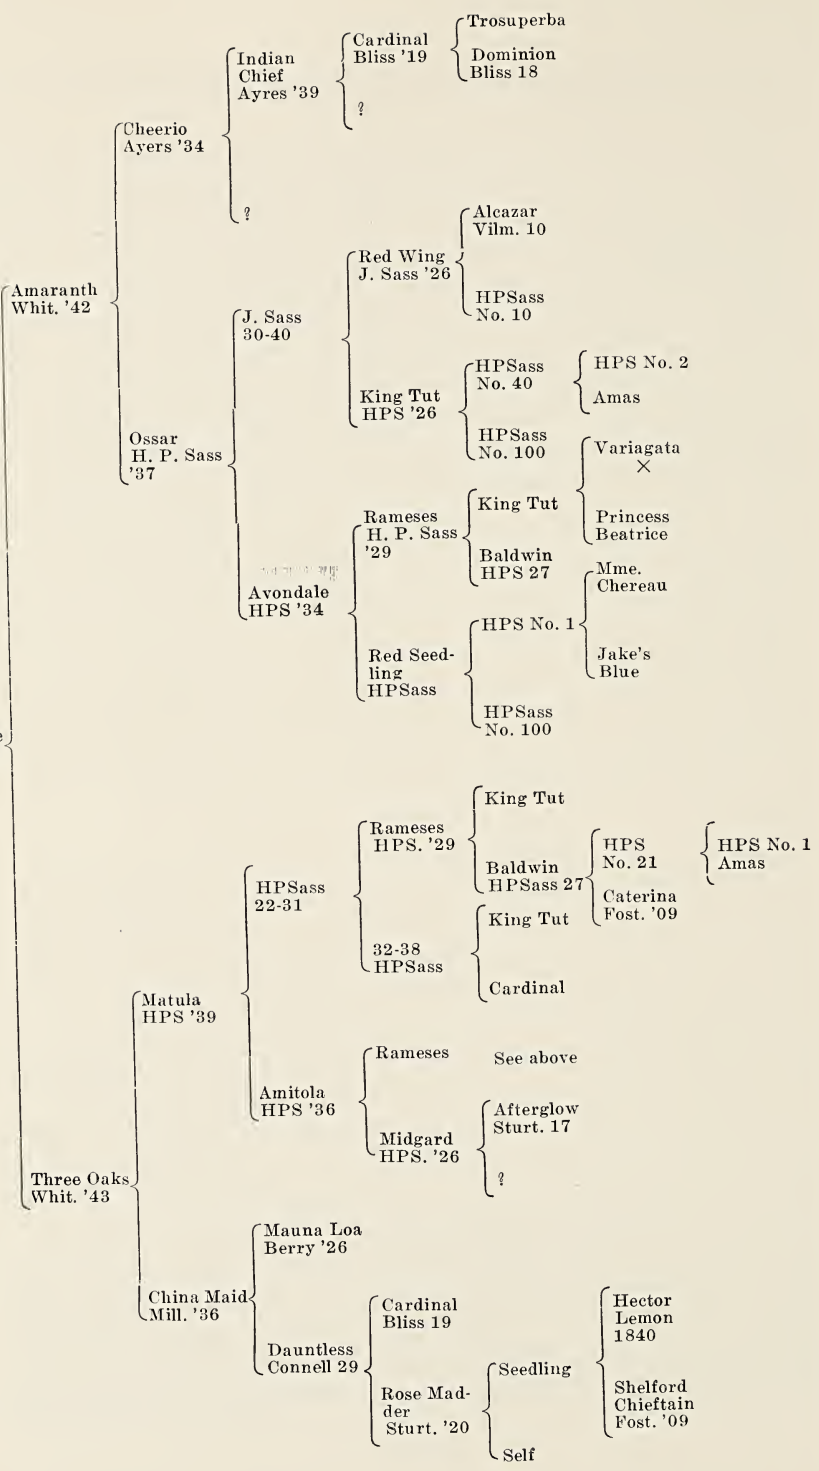 Trosuperba
Cardinal
Bliss '19
Dominion
Bliss 18
Indian
Chief
Ayres '39
?
Cheerio
Ayers '34
?
Alcazar
Vilm. 10
Red Wing
J. Sass '26
HPSass
No. 10
Amaranth
Whit. '42
J. Sass
30-40
HPSass
No. 40
HPS No. 2
Amas
King Tut
HPS '26
HPSass
No. 100
Ossar
H. P. Sass
'37
Variagata
×
King Tut
Princess
Beatrice
Rameses
H. P. Sass
'29
Baldwin
HPS 27
Mme.
Chereau
Avondale
HPS '34
HPS No. 1
Jake's
Blue
Red Seed-
ling
HPSass
HPSass
No. 100
e
King Tut
Rameses
HPS. '29
Baldwin
HPSass 27
HPS
No. 21
HPS No. 1
Amas
Caterina
Fost. '09
HPSass
22-31
King Tut
32-38
HPSass
Cardinal
Matula
HPS '39
Rameses
See above
Amitola
HPS '36
Afterglow
Sturt. 17
Midgard
HPS. '26
?
Three Oaks
Whit. '43
Mauna Loa
Berry '26
China Maid
Mill. '36
Cardinal
Bliss 19
Hector
Lemon
1840
Dauntless
Connell 29
Seedling
Rose Mad-
der
Sturt. '20
Shelford
Chieftain
Fost. '09
Self